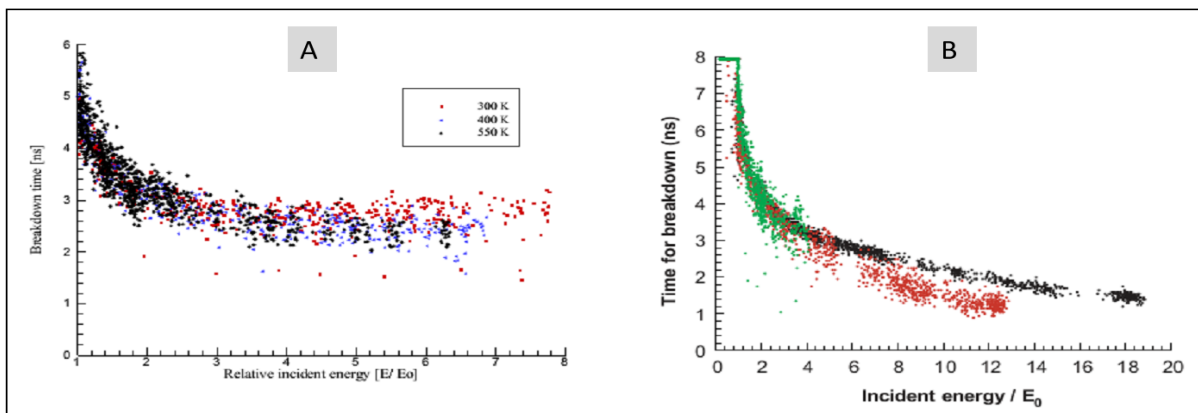 A
6
5
4
3
2
1
0
Breakdown time [ns]
300 K
400 K
550 K
1 2 3 4 5 6 7 8
Relative incident energy [E/ Eo]
B
8
7
6
5
4
3
2
1
0
Time for breakdown (ns)
0 2 4 6 8 10 12 14 16 18 20
Incident energy / E₀